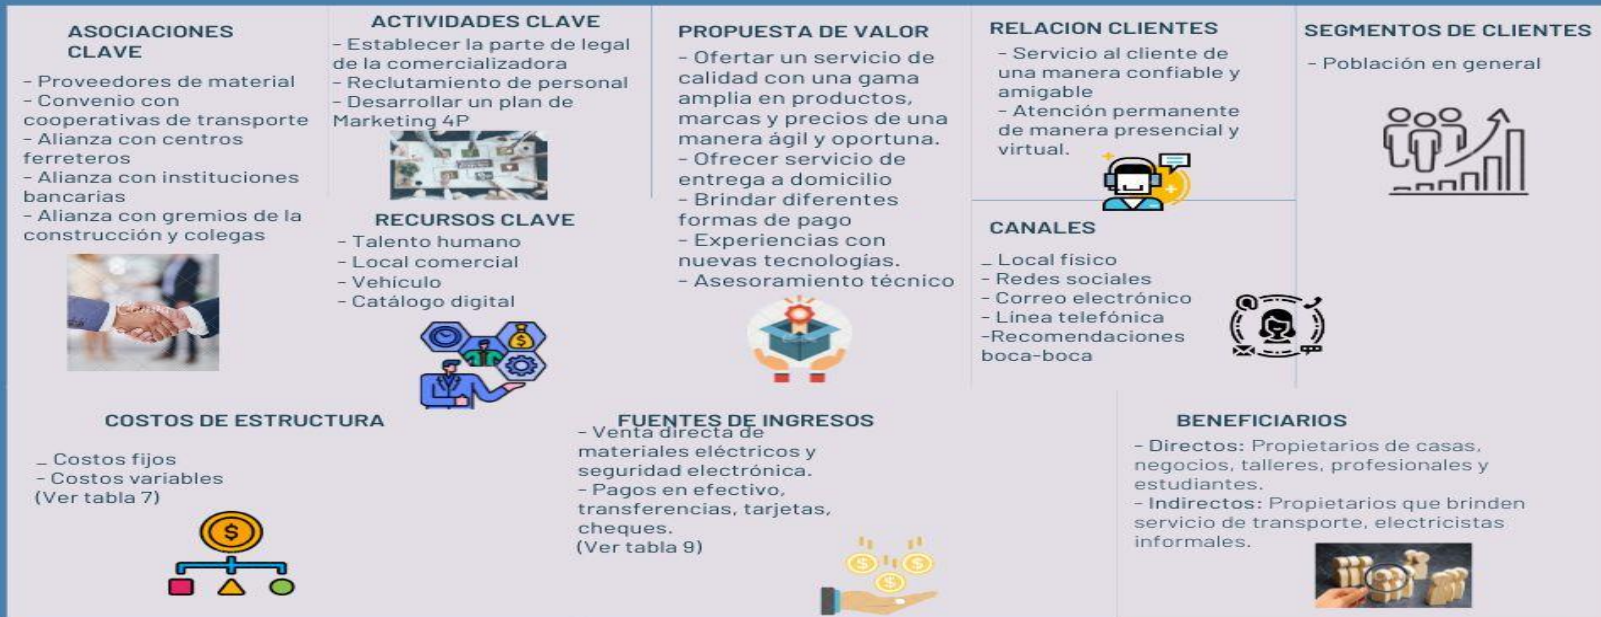 ASOCIACIONES
CLAVE
- Proveedores de material
- Convenio con
cooperativas de transporte
- Alianza con centros
ferreteros
- Alianza con instituciones
bancarias
- Alianza con gremios de la
construcción y colegas
ACTIVIDADES CLAVE
- Establecer la parte de legal
de la comercializadora
- Reclutamiento de personal
- Desarrollar un plan de
Marketing 4P
RECURSOS CLAVE
- Talento humano
- Local comercial
- Vehículo
- Catálogo digital
PROPUESTA DE VALOR
- Ofertar un servicio de
calidad con una gama
amplia en productos,
marcas y precios de una
manera ágil y oportuna.
- Ofrecer servicio de
entrega a domicilio
- Brindar diferentes
formas de pago
- Experiencias con
nuevas tecnologías.
- Asesoramiento técnico
RELACION CLIENTES
- Servicio al cliente de
una manera confiable y
amigable
- Atención permanente
de manera presencial y
virtual.
CANALES
_ Local físico
- Redes sociales
- Correo electrónico
- Línea telefónica
-Recomendaciones
boca-boca
SEGMENTOS DE CLIENTES
- Población en general
COSTOS DE ESTRUCTURA
_ Costos fijos
- Costos variables
(Ver tabla 7)
FUENTES DE INGRESOS
- Venta directa de
materiales eléctricos y
seguridad electrónica.
- Pagos en efectivo,
transferencias, tarjetas,
cheques.
(Ver tabla 9)
BENEFICIARIOS
- Directos: Propietarios de casas,
negocios, talleres, profesionales y
estudiantes.
- Indirectos: Propietarios que brinden
servicio de transporte, electricistas
informales.